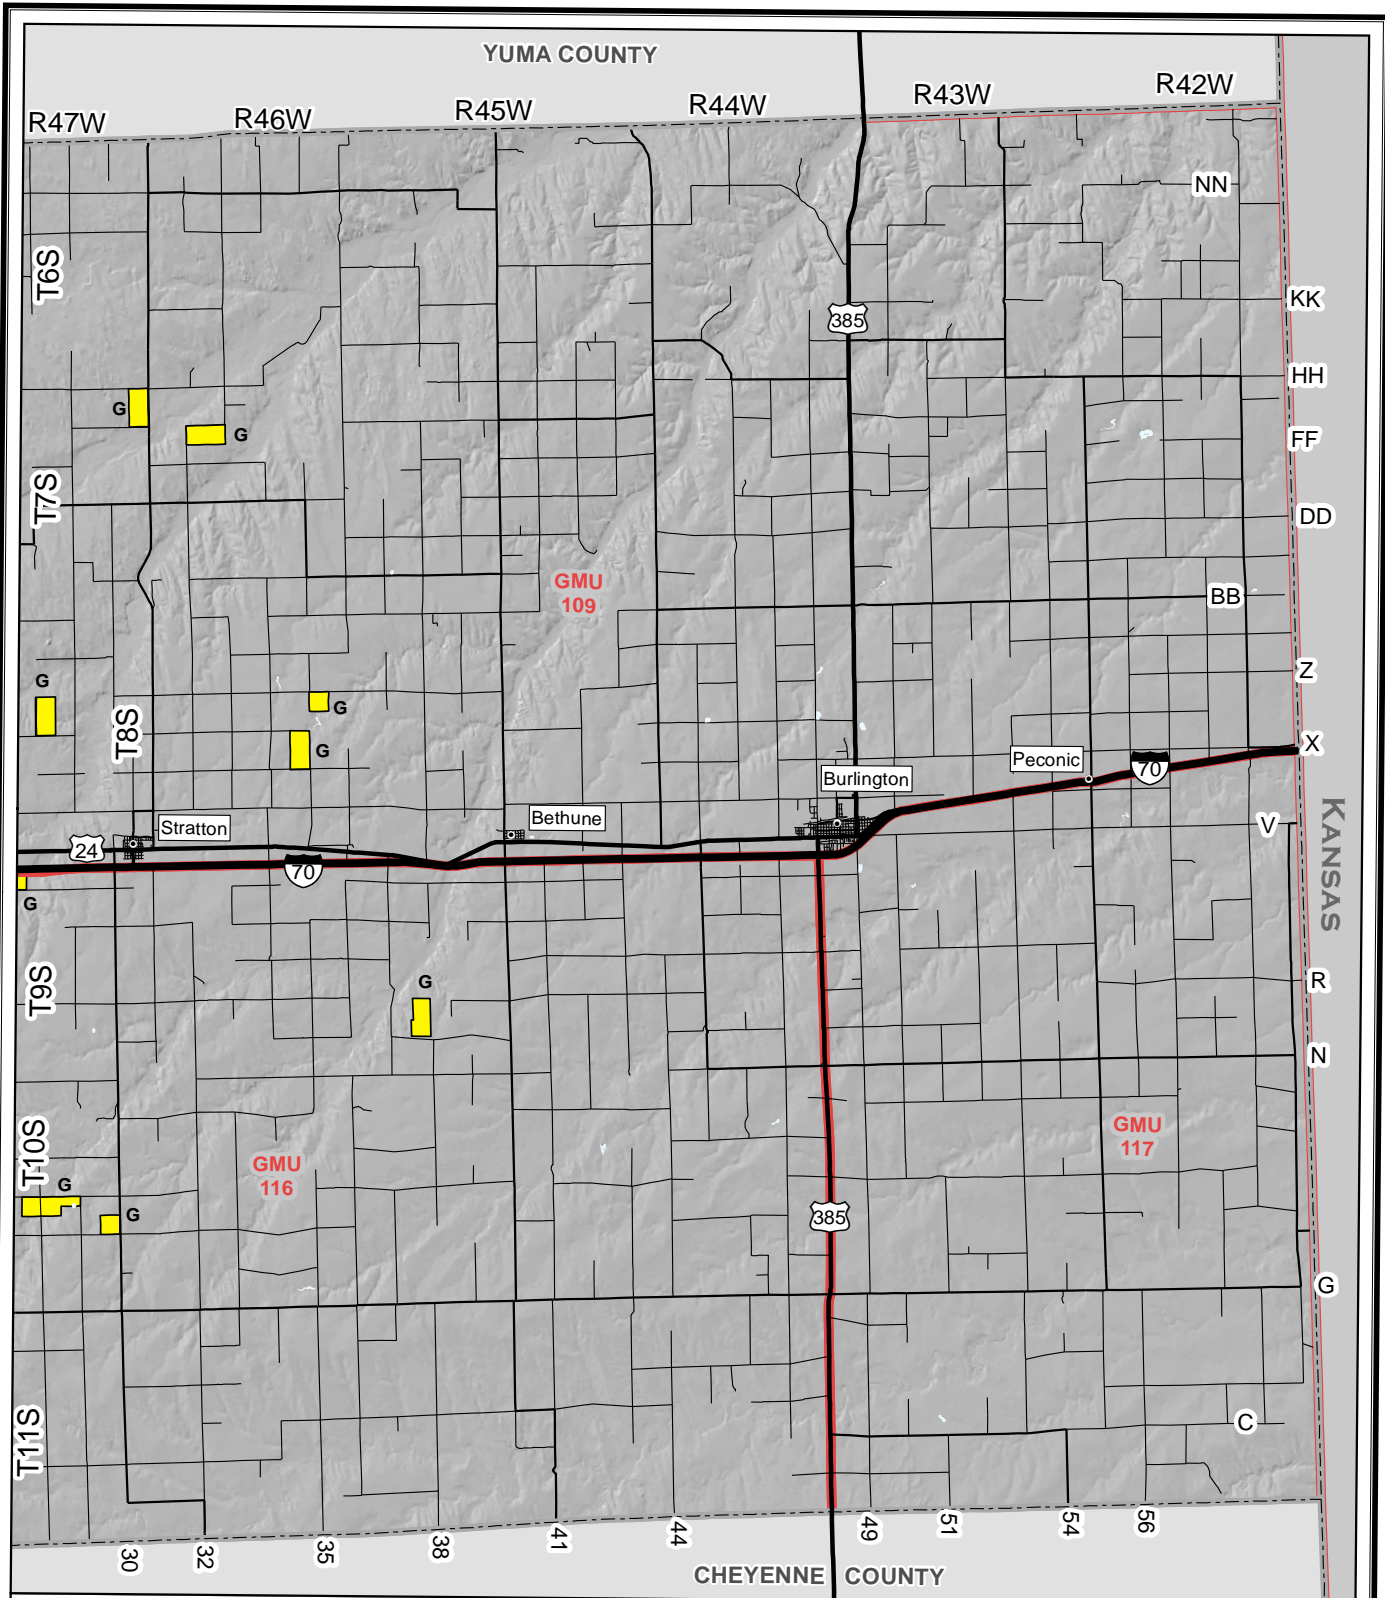 YUMA COUNTY
R47W
R46W
R45W
R44W
R43W
R42W
NN
T6S
KK
385
HH
G
G
FF
T7S
DD
GMU
109
BB
Z
G
G
T8S
G
X
Peconic
70
Burlington
KANSAS
Bethune
V
Stratton
24
70
G
T9S
G
R
N
GMU
117
T10S
GMU
116
G
G
385
G
T11S
C
30
32
35
38
41
44
49
51
54
56
CHEYENNE COUNTY